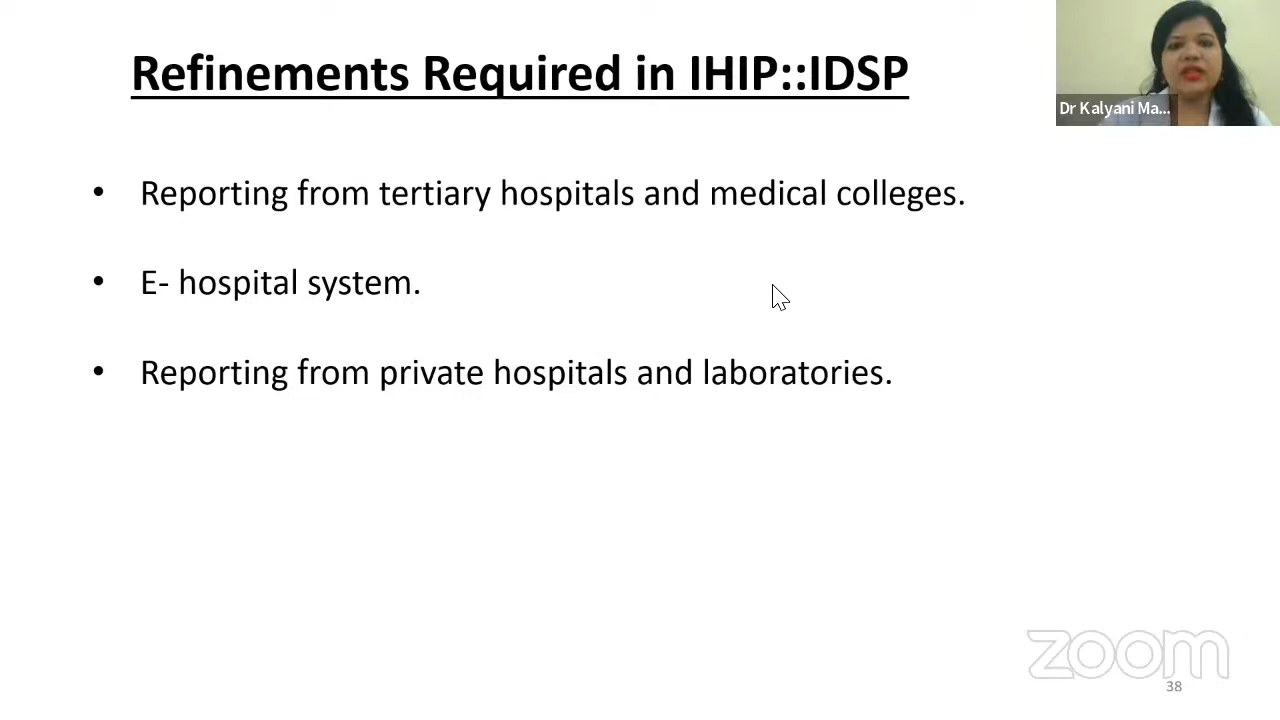 Refinements Required in IHIP::IDSP
Dr Kalyani Ma...
• Reporting from tertiary hospitals and medical colleges.
• E- hospital system.
• Reporting from private hospitals and laboratories.
zoom
38